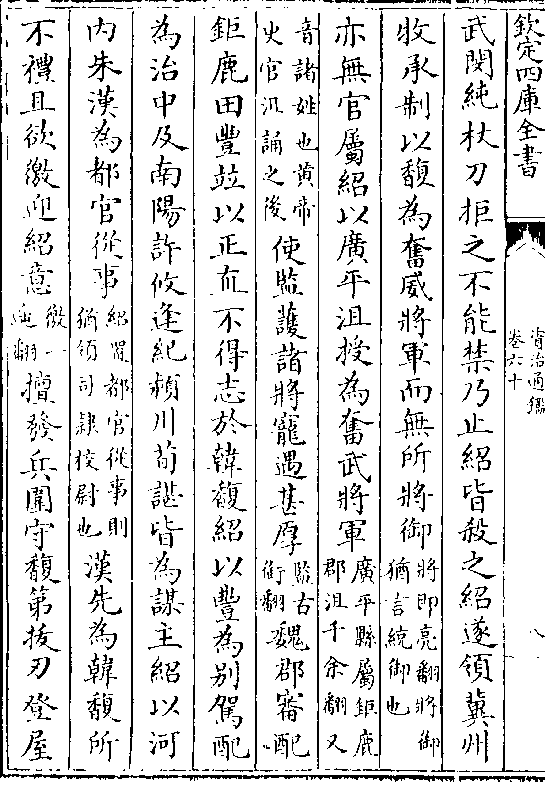 欽定四庫全書
資治通鑑
卷六十
八
武閔純杖刀拒之不能禁乃止紹皆殺之紹遂領冀州
牧承制以馥為奮威將軍而無所將御將即亮翻將御猶言統御也
亦無官屬紹以廣平沮授為奮武將軍廣平縣屬鉅鹿郡沮千余翻又
音諸姓也黄帝史官沮誦之後使監護諸將寵遇甚厚監古銜翻魏郡審配
鉅鹿田豐竝以正直不得志於韓馥紹以豐為别駕配
為治中及南陽許攸逢紀潁川荀諶皆為謀主紹以河
内朱漢為都官從事紹置都官從事則猶領司隸校尉也漢先為韓馥所
不禮且欲徼迎紹意徼一遥翻擅發兵圍守馥第拔刃登屋